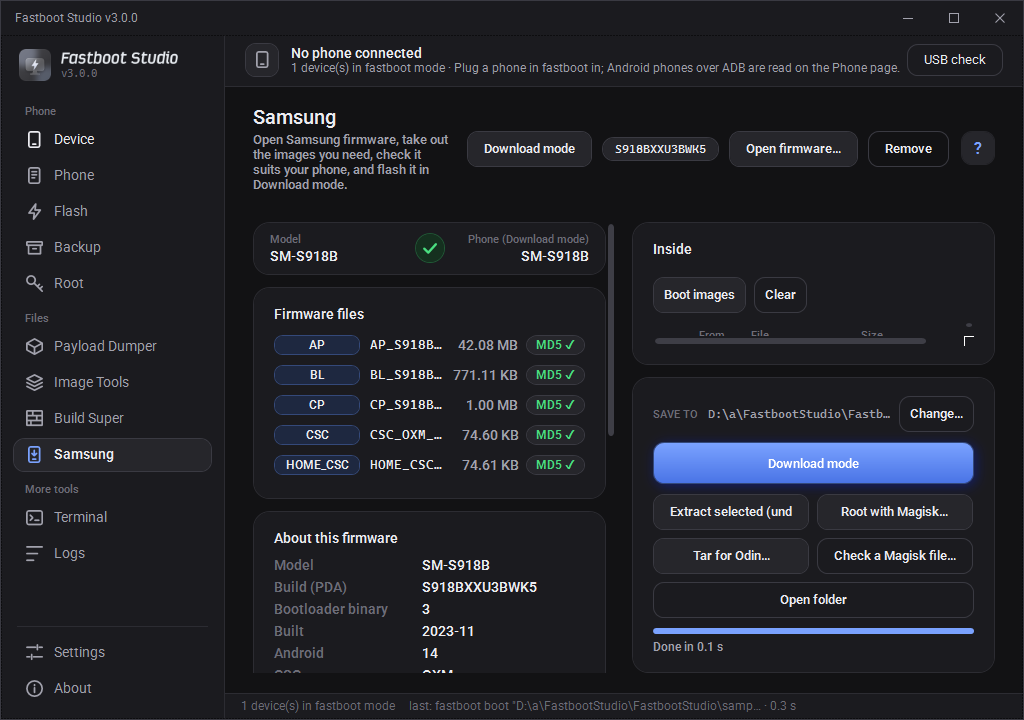 Fastboot Studio v3.0.0
Fastboot Studio
v3.0.0
No phone connected
1 device(s) in fastboot mode · Plug a phone in fastboot in; Android phones over ADB are read on the Phone page.
USB check
Phone
Device
Phone
Flash
Backup
Root
Files
Payload Dumper
Image Tools
Build Super
Samsung
More tools
Terminal
Logs
Settings
About
Samsung
Open Samsung firmware, take out
the images you need, check it
suits your phone, and flash it in
Download mode.
Download mode
S918BXXU3BWK5
Open firmware…
Remove
?
Model
SM-S918B
Phone (Download mode)
SM-S918B
Firmware files
AP AP_S918B… 42.08 MB MD5 ✓
BL BL_S918B… 771.11 KB MD5 ✓
CP CP_S918B… 1.00 MB MD5 ✓
CSC CSC_OXM_… 74.60 KB MD5 ✓
HOME_CSC HOME_CSC… 74.61 KB MD5 ✓
About this firmware
Model SM-S918B
Build (PDA) S918BXXU3BWK5
Bootloader binary 3
Built 2023-11
Android 14
CSC OXM
Inside
Boot images
Clear
From File Size
SAVE TO D:\a\FastbootStudio\Fastb…
Change…
Download mode
Extract selected (und
Root with Magisk…
Tar for Odin…
Check a Magisk file…
Open folder
Done in 0.1 s
1 device(s) in fastboot mode last: fastboot boot "D:\a\FastbootStudio\FastbootStudio\samp… · 0.3 s